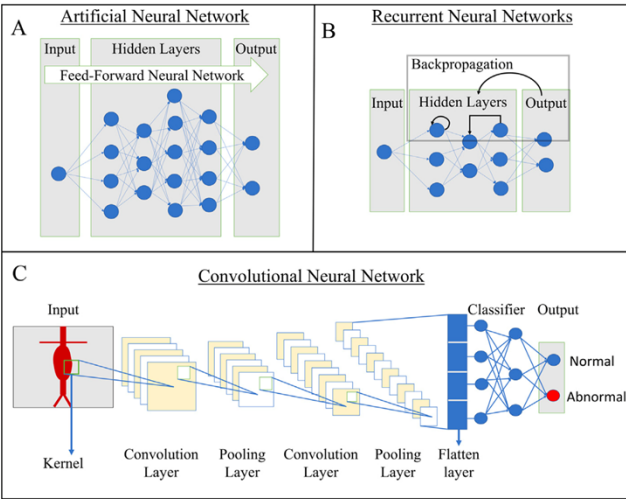 A
Artificial Neural Network
Input
Hidden Layers
Output
Feed-Forward Neural Network
B
Recurrent Neural Networks
Backpropagation
Input
Hidden Layers
Output
C
Convolutional Neural Network
Input
Classifier
Output
Normal
Abnormal
Kernel
Convolution
Layer
Pooling
Layer
Convolution
Layer
Pooling
Layer
Flatten
layer